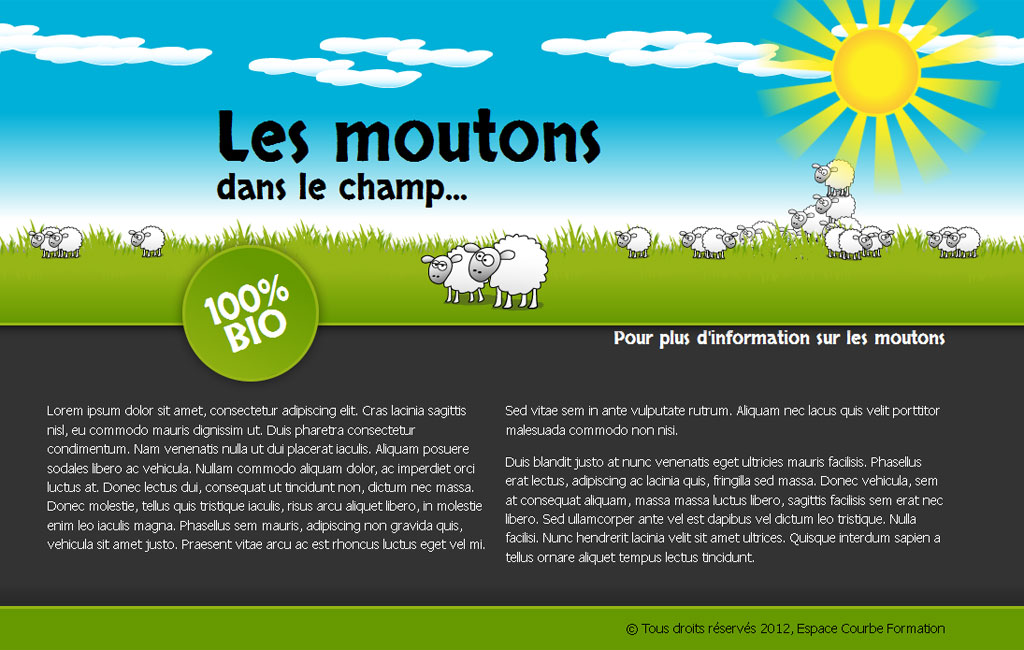 Les moutons
dans le champ...
100%
BIO
Pour plus d'information sur les moutons
Lorem ipsum dolor sit amet, consectetur adipiscing elit. Cras lacinia sagittis
nisl, eu commodo mauris dignissim ut. Duis pharetra consectetur
condimentum. Nam venenatis nulla ut dui placerat iaculis. Aliquam posuere
sodales libero ac vehicula. Nullam commodo aliquam dolor, ac imperdiet orci
luctus at. Donec lectus dui, consequat ut tincidunt non, dictum nec massa.
Donec molestie, tellus quis tristique iaculis, risus arcu aliquet libero, in molestie
enim leo iaculis magna. Phasellus sem mauris, adipiscing non gravida quis,
vehicula sit amet justo. Praesent vitae arcu ac est rhoncus luctus eget vel mi.
Sed vitae sem in ante vulputate rutrum. Aliquam nec lacus quis velit porttitor
malesuada commodo non nisi.
Duis blandit justo at nunc venenatis eget ultricies mauris facilisis. Phasellus
erat lectus, adipiscing ac lacinia quis, fringilla sed massa. Donec vehicula, sem
at consequat aliquam, massa massa luctus libero, sagittis facilisis sem erat nec
libero. Sed ullamcorper ante vel est dapibus vel dictum leo tristique. Nulla
facilisi. Nunc hendrerit lacinia velit sit amet ultrices. Quisque interdum sapien a
tellus ornare aliquet tempus lectus tincidunt.
© Tous droits réservés 2012, Espace Courbe Formation